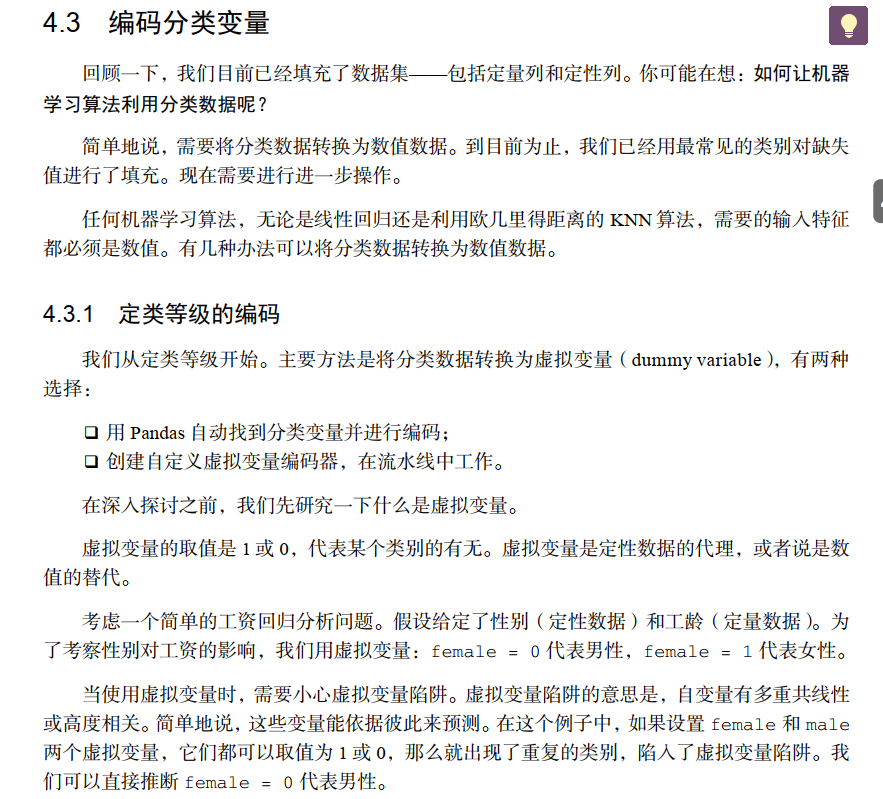 4.3 编码分类变量
回顾一下，我们目前已经填充了数据集——包括定量列和定性列。你可能在想：如何让机器
学习算法利用分类数据呢？
简单地说，需要将分类数据转换为数值数据。到目前为止，我们已经用最常见的类别对缺失
值进行了填充。现在需要进行进一步操作。
任何机器学习算法，无论是线性回归还是利用欧几里得距离的 KNN 算法，需要的输入特征
都必须是数值。有几种办法可以将分类数据转换为数值数据。
4.3.1 定类等级的编码
我们从定类等级开始。主要方法是将分类数据转换为虚拟变量（dummy variable），有两种
选择：
❑ 用 Pandas 自动找到分类变量并进行编码；
❑ 创建自定义虚拟变量编码器，在流水线中工作。
在深入探讨之前，我们先研究一下什么是虚拟变量。
虚拟变量的取值是 1 或 0，代表某个类别的有无。虚拟变量是定性数据的代理，或者说是数
值的替代。
考虑一个简单的工资回归分析问题。假设给定了性别（定性数据）和工龄（定量数据）。为
了考察性别对工资的影响，我们用虚拟变量：female = 0 代表男性，female = 1 代表女性。
当使用虚拟变量时，需要小心虚拟变量陷阱。虚拟变量陷阱的意思是，自变量有多重共线性
或高度相关。简单地说，这些变量能依据彼此来预测。在这个例子中，如果设置 female 和 male
两个虚拟变量，它们都可以取值为 1 或 0，那么就出现了重复的类别，陷入了虚拟变量陷阱。我
们可以直接推断 female = 0 代表男性。